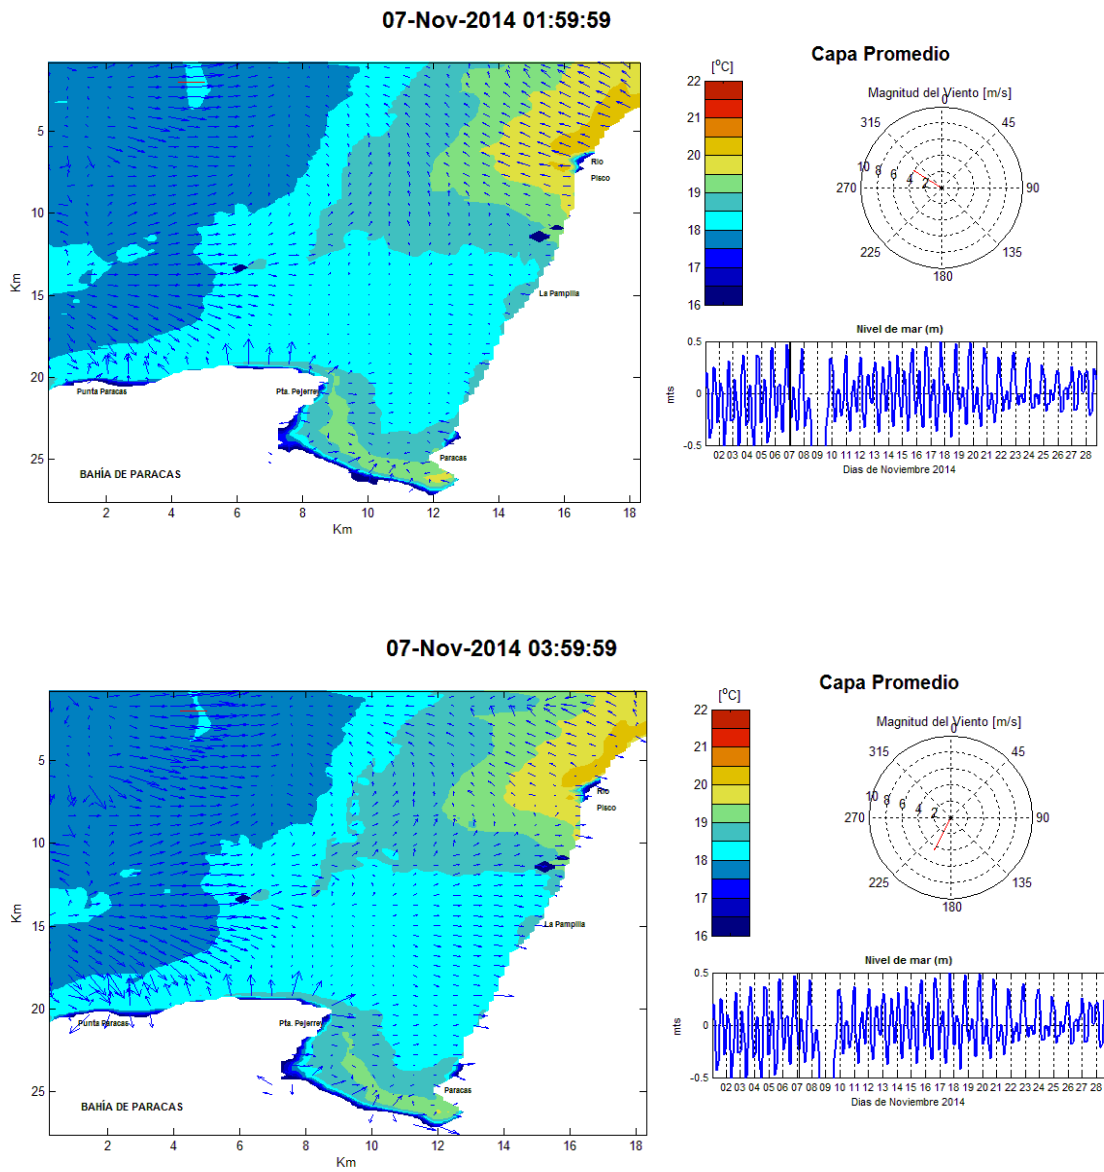 07-Nov-2014 01:59:59
Capa Promedio
[°C]
22
21
20
19
18
17
16
Magnitud del Viento [m/s]
0
45
90
135
180
225
270
315
10 8 6 4 2
5
10
15
20
25
Km
2 4 6 8 10 12 14 16 18
Km
Rio
Pisco
La Pampilla
Punta Paracas
Pta. Pejerrey
Paracas
BAHÍA DE PARACAS
Nivel de mar (m)
0.5
0
-0.5
mts
02 03 04 05 06 07 08 09 10 11 12 13 14 15 16 17 18 19 20 21 22 23 24 25 26 27 28
Dias de Noviembre 2014
07-Nov-2014 03:59:59
Capa Promedio
[°C]
22
21
20
19
18
17
16
Magnitud del Viento [m/s]
0
45
90
135
180
225
270
315
10 8 6 4 2
5
10
15
20
25
Km
2 4 6 8 10 12 14 16 18
Km
Rio
Pisco
La Pampilla
Punta Paracas
Pta. Pejerrey
Paracas
BAHÍA DE PARACAS
Nivel de mar (m)
0.5
0
-0.5
mts
02 03 04 05 06 07 08 09 10 11 12 13 14 15 16 17 18 19 20 21 22 23 24 25 26 27 28
Dias de Noviembre 2014